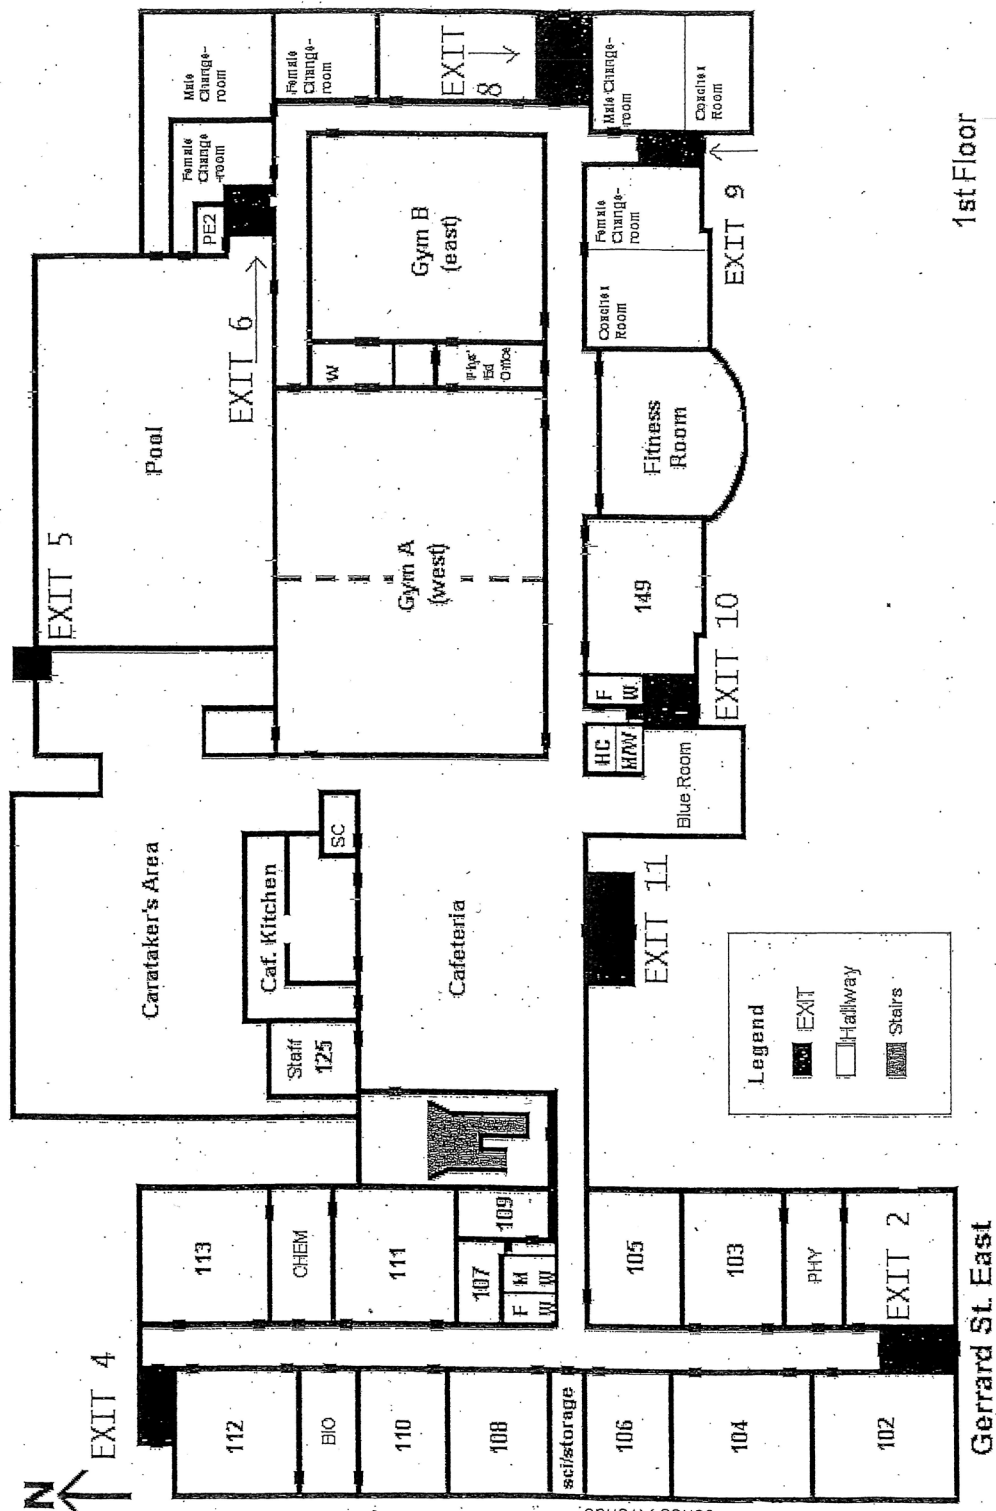 N
EXIT 4
112
BIO
110
108
sci/storage
106
104
102
113
CHEM
111
107
109
F
W
M
W
105
103
PHY
EXIT 2
Gerrard St. East
Carataker's Area
Staff
125
Caf. Kitchen
SC
Cafeteria
EXIT 11
Legend
EXIT
Hallway
Stairs
EXIT 5
Pool
EXIT 6
Gym A
(west)
W
Phys'
Ed
Office
Gym B
(east)
HC
M/W
F
W
Blue Room
EXIT 10
149
Fitness
Room
Coaches
Room
Female
Change-
room
EXIT 9
PE2
Female
Change
-room
Male
Change-
room
Female
Change-
room
EXIT
8
Male Change-
room
Coaches
Room
1st Floor